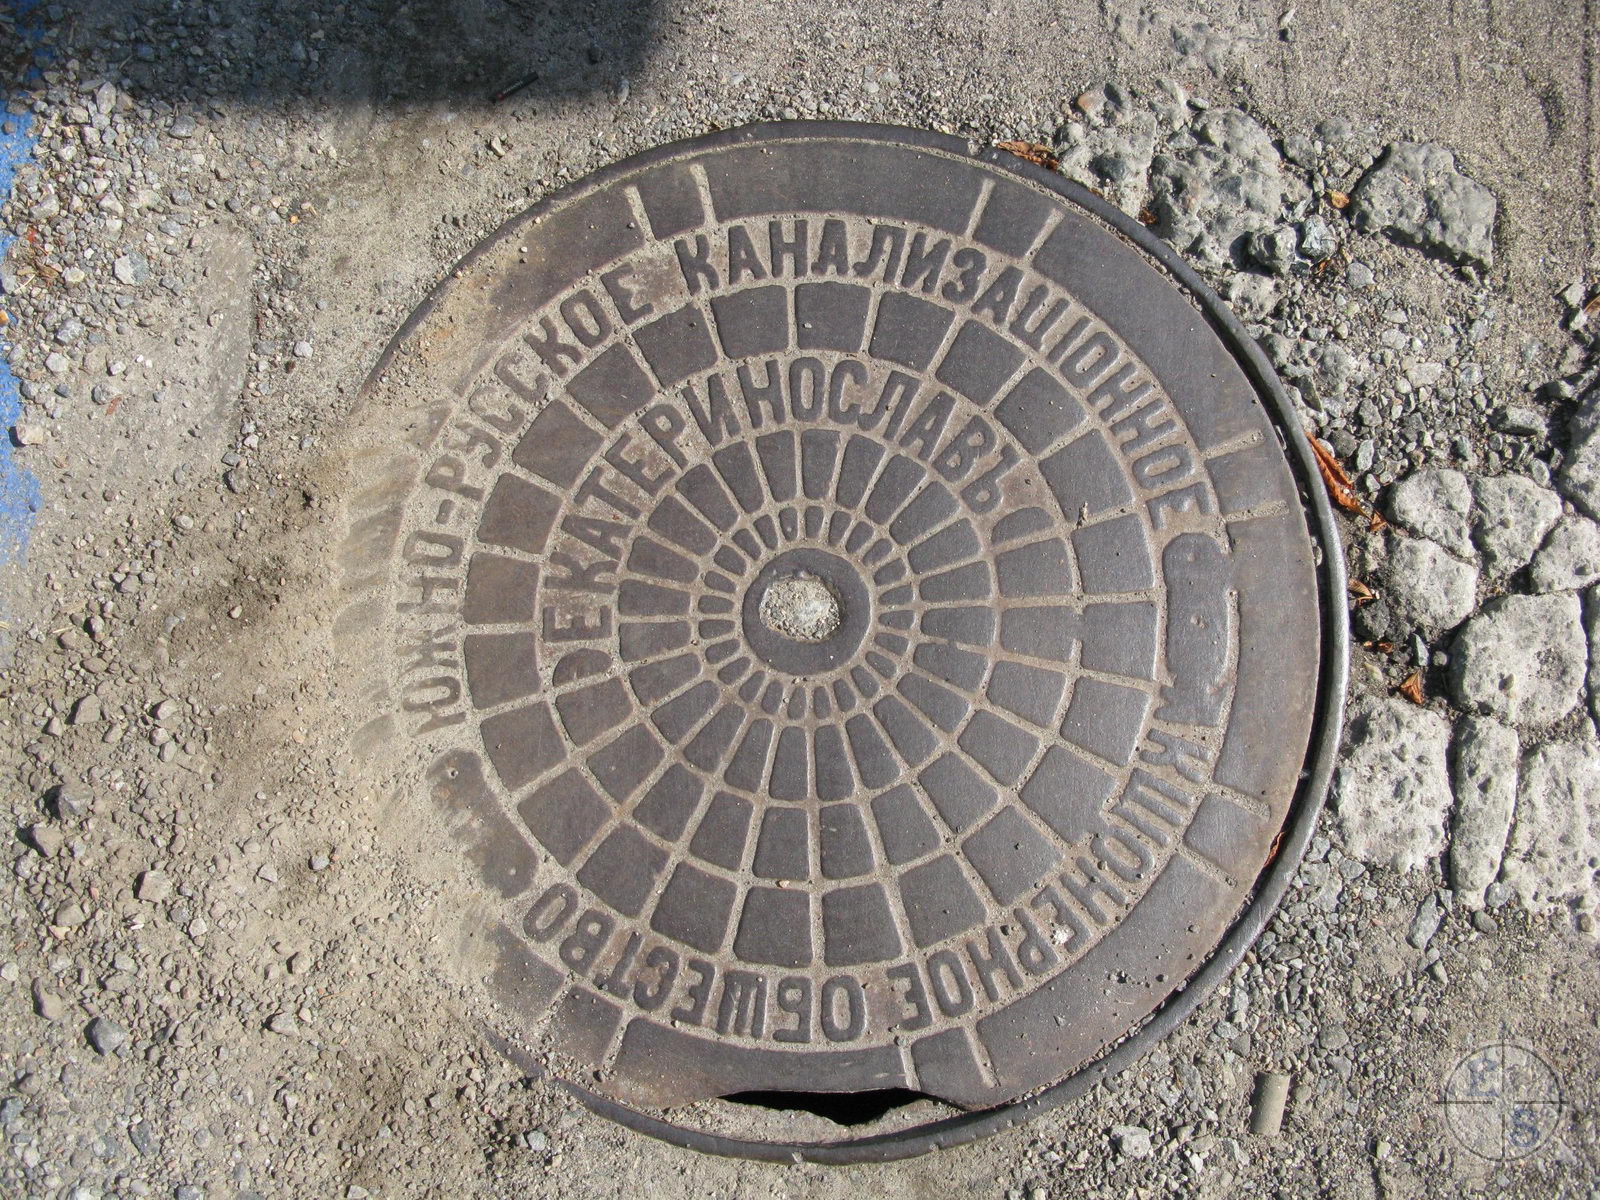 ЮЖНО-РУССКОЕ КАНАЛИЗАЦІОННОЕ
АКЦІОНЕРНОЕ ОБЩЕСТВО
ЕКАТЕРИНОСЛАВЪ